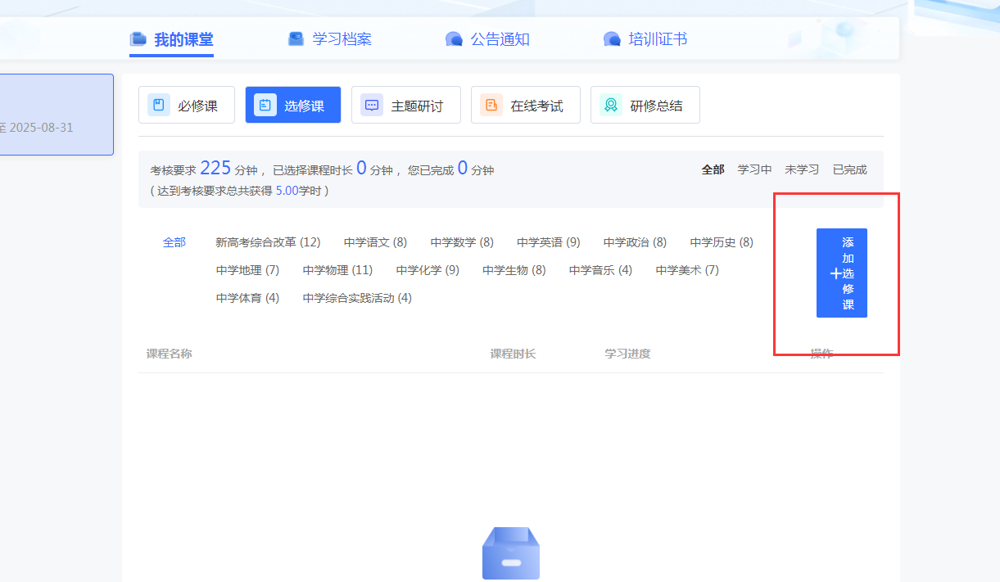 我的课堂 学习档案 公告通知 培训证书
至 2025-08-31
必修课 选修课 主题研讨 在线考试 研修总结
考核要求 225 分钟 ，已选择课程时长 0 分钟 ，您已完成 0 分钟
全部 学习中 未学习 已完成
( 达到考核要求总共获得 5.00学时 )
全部 新高考综合改革 (12) 中学语文 (8) 中学数学 (8) 中学英语 (9) 中学政治 (8) 中学历史 (8)
中学地理 (7) 中学物理 (11) 中学化学 (9) 中学生物 (8) 中学音乐 (4) 中学美术 (7)
中学体育 (4) 中学综合实践活动 (4)
添
加
+选
修
课
课程名称 课程时长 学习进度 操作